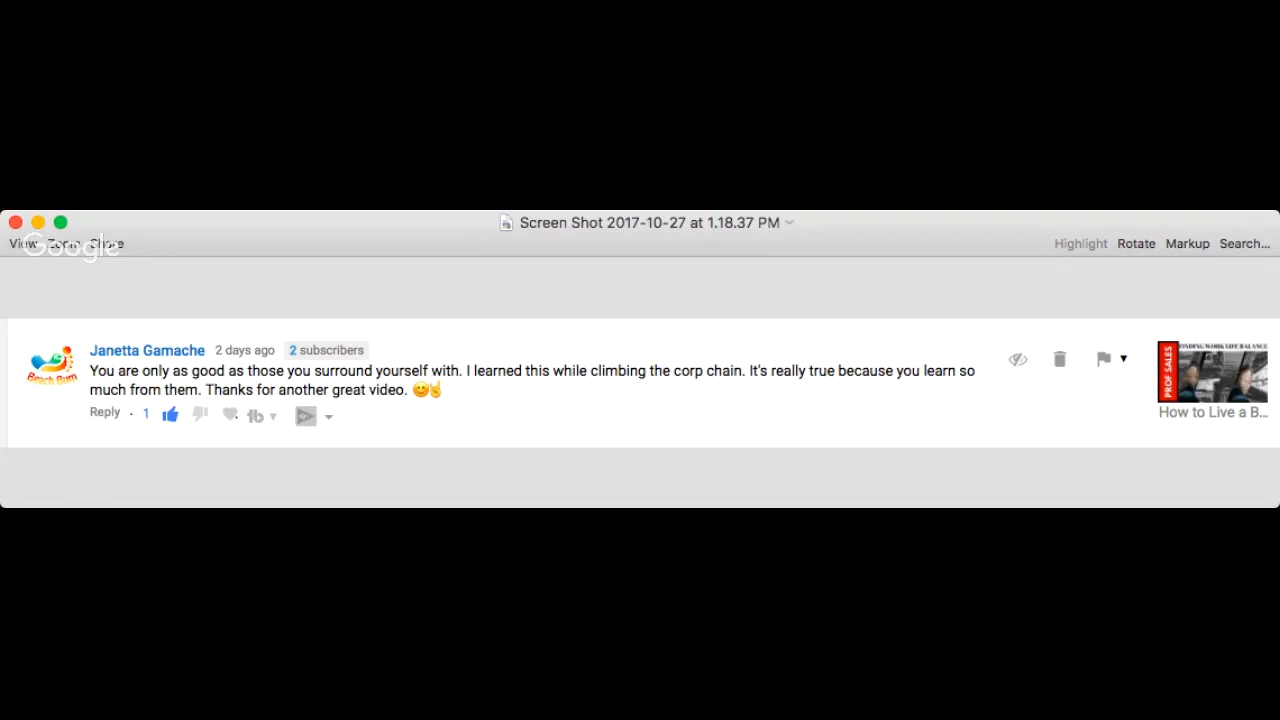 Screen Shot 2017-10-27 at 1.18.37 PM
View Zoom Share
Google
Highlight Rotate Markup Search...
Janetta Gamache 2 days ago 2 subscribers
You are only as good as those you surround yourself with. I learned this while climbing the corp chain. It's really true because you learn so
much from them. Thanks for another great video. 😊🤘
Reply · 1
Beach Bum
PROF SALES
FINDING WORK LIFE BALANCE
How to Live a B...